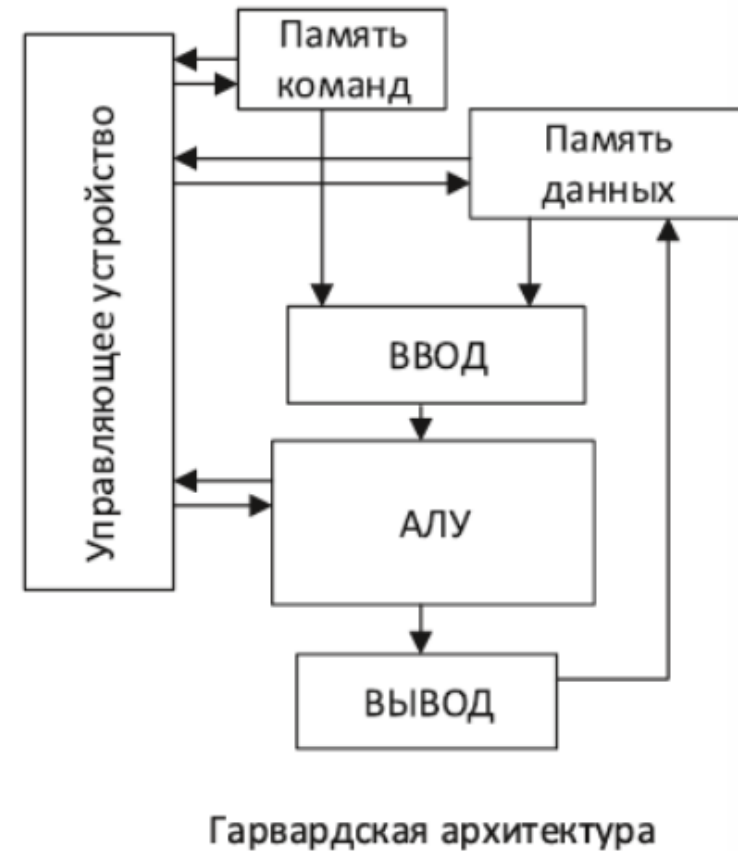 Память
команд
Память
данных
Управляющее устройство
ВВОД
АЛУ
ВЫВОД
Гарвардская архитектура